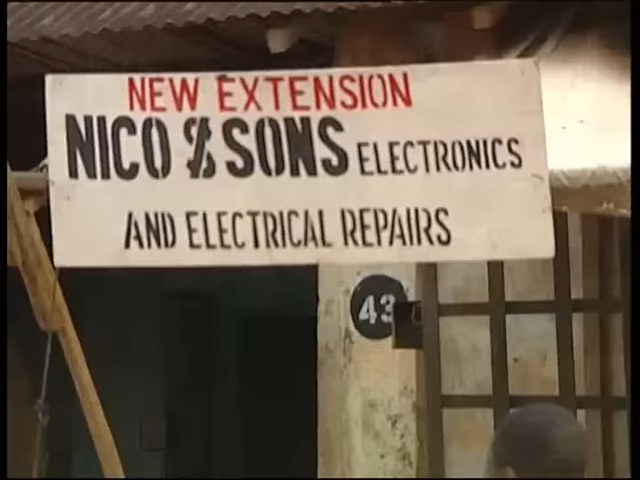 NEW EXTENSION
NICO & SONS ELECTRONICS
AND ELECTRICAL REPAIRS
43